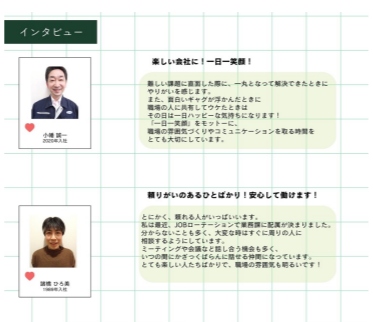 インタビュー
楽しい会社に！一日一笑顔！
難しい課題に直面した際に、一丸となって解決できたときに
やりがいを感じます。
また、面白いギャグが浮かんだときに
職場の人に共有してウケたときは
その日は一日ハッピーな気持ちになります！
「一日一笑顔」をモットーに、
職場の雰囲気づくりやコミュニケーションを取る時間を
とても大切にしています。
誠一
2020年入社
頼りがいのあるひとばかり！安心して働けます！
とにかく、頼れる人がいっぱいいます。
私は最近、JOBローテーションで業務課に配属が決まりました。
分からないことも多く、大変な時はすぐに周りの人に
相談するようにしています。
ミーティングや会議など話し合う機会も多く、
いつの間にかざっくばらんに話せる仲間になっています。
とても楽しい人たちばかりで、職場の雰囲気も明るいです！
ひろ美
1988年入社